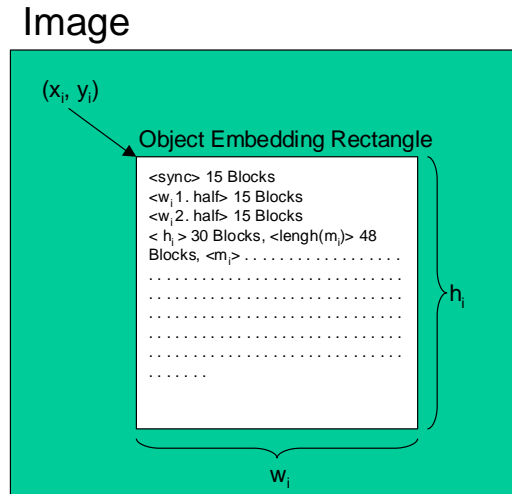 Image
(xᵢ, yᵢ)
Object Embedding Rectangle
<sync> 15 Blocks
<wᵢ 1. half> 15 Blocks
<wᵢ 2. half> 15 Blocks
< hᵢ > 30 Blocks, <lengh(mᵢ)> 48
Blocks, <mᵢ> . . . . . . . . . . . . . . . . . .
. . . . . . . . . . . . . . . . . . . . . . . . . . . . .
. . . . . . . . . . . . . . . . . . . . . . . . . . . . .
. . . . . . . . . . . . . . . . . . . . . . . . . . . . .
. . . . . . . . . . . . . . . . . . . . . . . . . . . . .
. . . . . . . . . . . . . . . . . . . . . . . . . . . . .
. . . . . . .
hᵢ
wᵢ